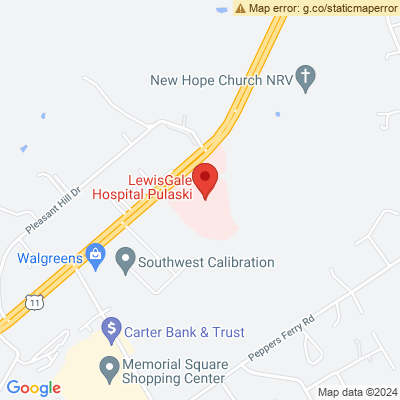 Map error: g.co/staticmaperror
New Hope Church NRV
LewisGale
Hospital Pulaski
Pleasant Hill Dr
Walgreens
Southwest Calibration
11
Carter Bank & Trust
Peppers Ferry Rd
Memorial Square
Shopping Center
Google
Map data ©2024